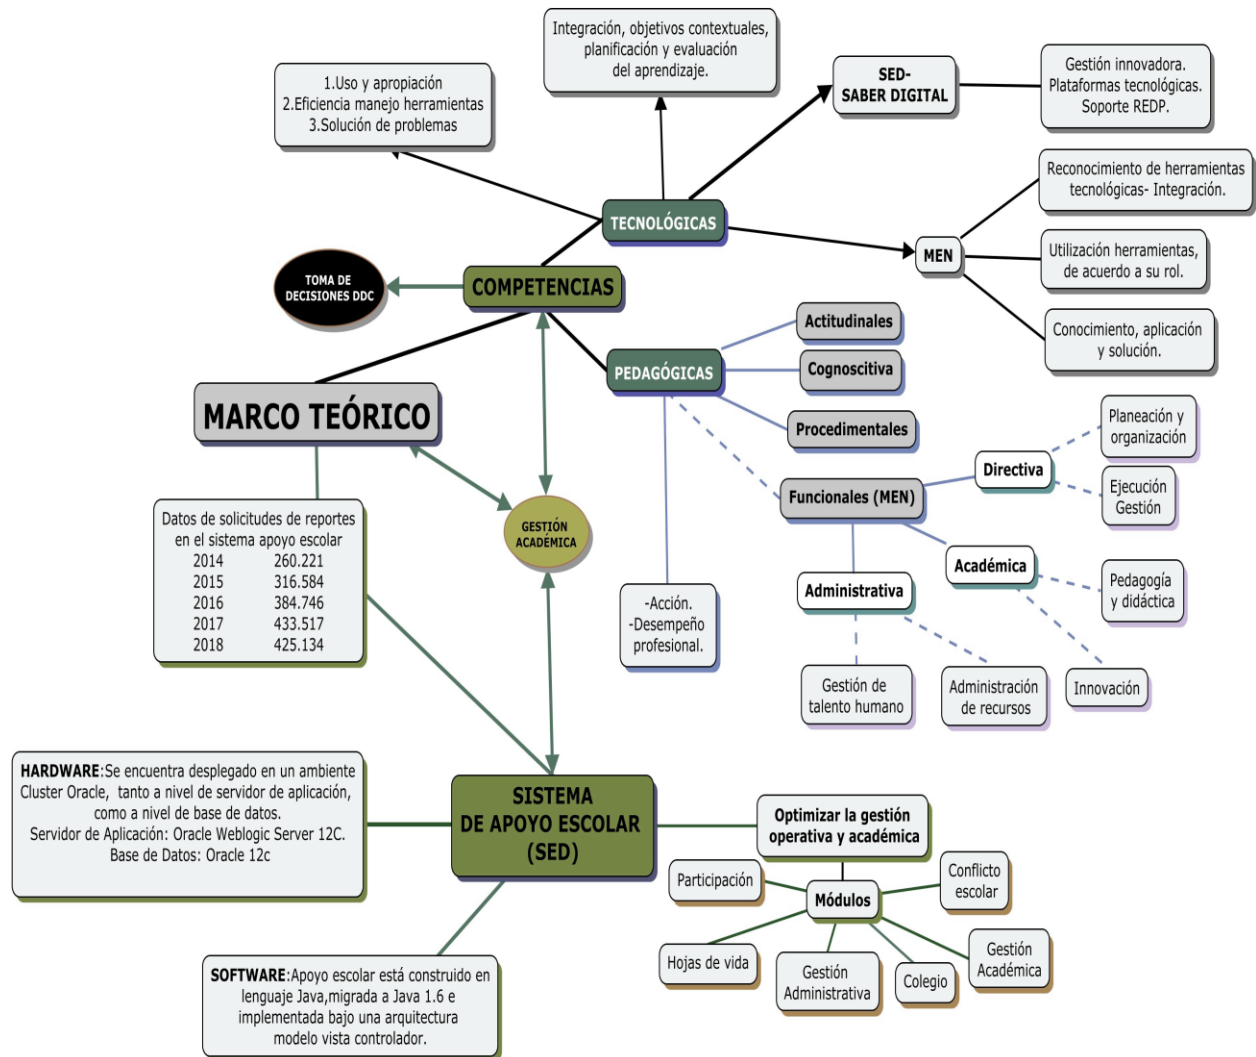 Integración, objetivos contextuales,
planificación y evaluación
del aprendizaje.
1.Uso y apropiación
2.Eficiencia manejo herramientas
3.Solución de problemas
SED-
SABER DIGITAL
Gestión innovadora.
Plataformas tecnológicas.
Soporte REDP.
Reconocimiento de herramientas
tecnológicas- Integración.
TECNOLÓGICAS
MEN
Utilización herramientas,
de acuerdo a su rol.
TOMA DE
DECISIONES DDC
COMPETENCIAS
Conocimiento, aplicación
y solución.
Actitudinales
PEDAGÓGICAS
Cognoscitiva
MARCO TEÓRICO
Procedimentales
Planeación y
organización
Directiva
Ejecución
Gestión
Funcionales (MEN)
Datos de solicitudes de reportes
en el sistema apoyo escolar
2014 260.221
2015 316.584
2016 384.746
2017 433.517
2018 425.134
GESTIÓN
ACADÉMICA
Académica
Pedagogía
y didáctica
Administrativa
-Acción.
-Desempeño
profesional.
Gestión de
talento humano
Administración
de recursos
Innovación
HARDWARE:Se encuentra desplegado en un ambiente
Cluster Oracle, tanto a nivel de servidor de aplicación,
como a nivel de base de datos.
Servidor de Aplicación: Oracle Weblogic Server 12C.
Base de Datos: Oracle 12c
SISTEMA
DE APOYO ESCOLAR
(SED)
Optimizar la gestión
operativa y académica
Participación
Módulos
Conflicto
escolar
Hojas de vida
Gestión
Administrativa
Colegio
Gestión
Académica
SOFTWARE:Apoyo escolar está construido en
lenguaje Java,migrada a Java 1.6 e
implementada bajo una arquitectura
modelo vista controlador.